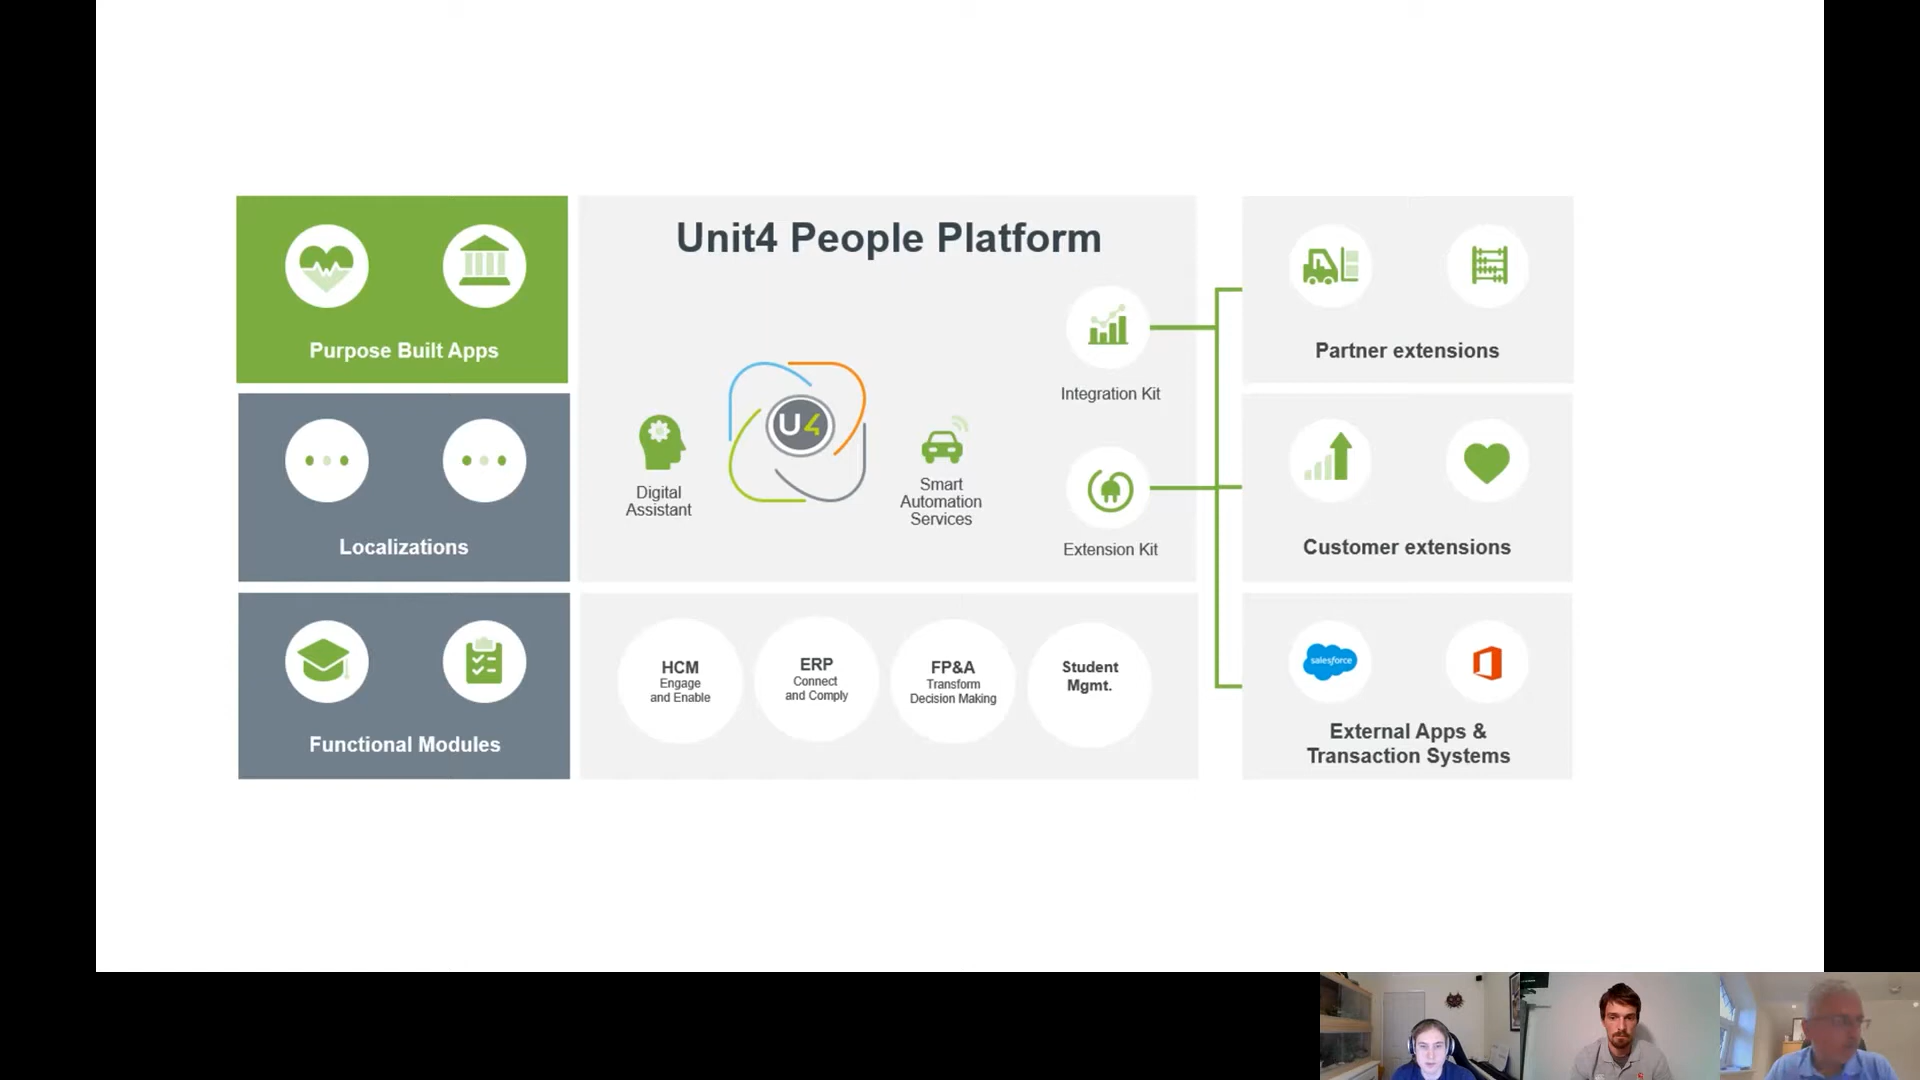 Unit4 People Platform
Purpose Built Apps
Localizations
Functional Modules
Digital
Assistant
U4
Smart
Automation
Services
Integration Kit
Extension Kit
HCM
Engage
and Enable
ERP
Connect
and Comply
FP&A
Transform
Decision Making
Student
Mgmt.
Partner extensions
Customer extensions
salesforce
External Apps &
Transaction Systems